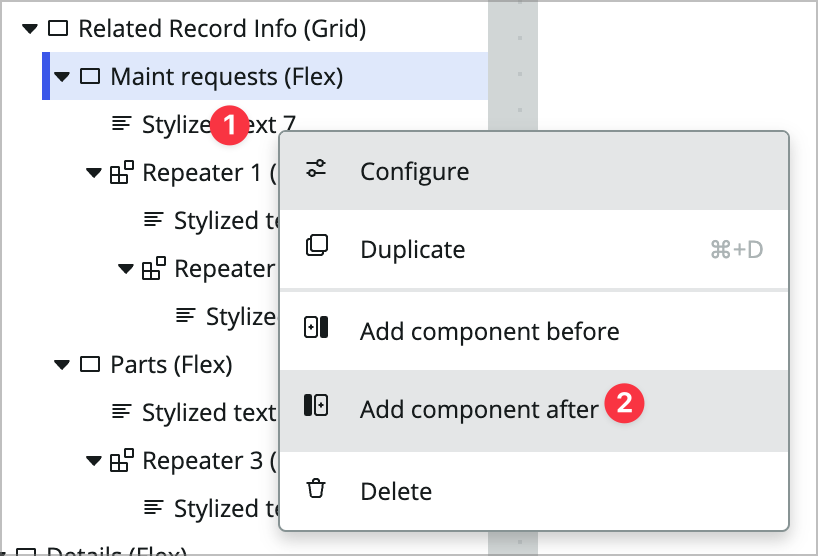 Related Record Info (Grid)
Maint requests (Flex)
Stylize 1 ext 7
Configure
Repeater 1 (
Stylized te
Duplicate ⌘+D
Repeater
Stylize
Add component before
Parts (Flex)
Stylized text
Add component after 2
Repeater 3 (
Delete
Stylized te
Details (Flex)